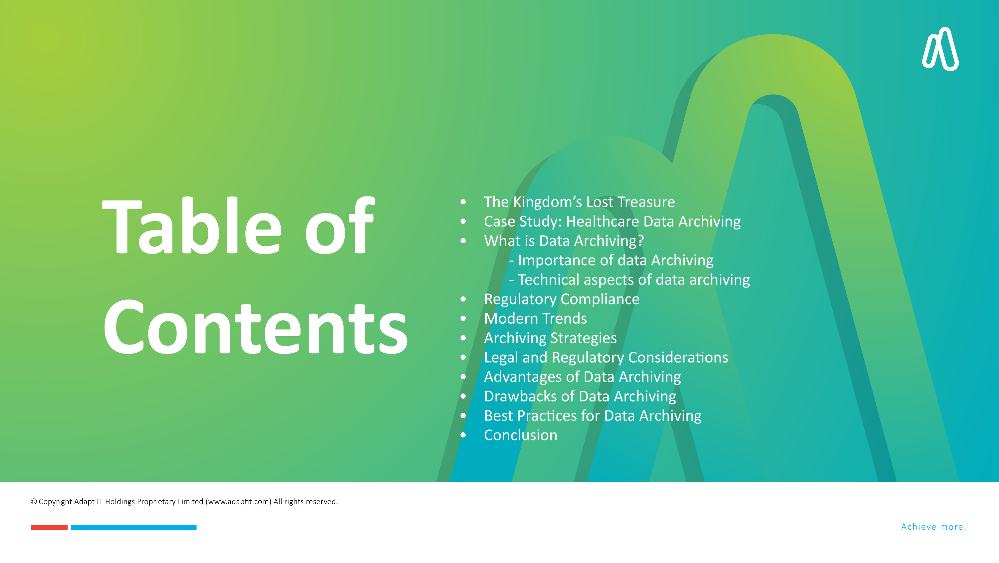 Table of
Contents
• The Kingdom’s Lost Treasure
• Case Study: Healthcare Data Archiving
• What is Data Archiving?
- Importance of data Archiving
- Technical aspects of data archiving
• Regulatory Compliance
• Modern Trends
• Archiving Strategies
• Legal and Regulatory Considerations
• Advantages of Data Archiving
• Drawbacks of Data Archiving
• Best Practices for Data Archiving
• Conclusion
© Copyright Adapt IT Holdings Proprietary Limited (www.adaptit.com) All rights reserved.
Achieve more.